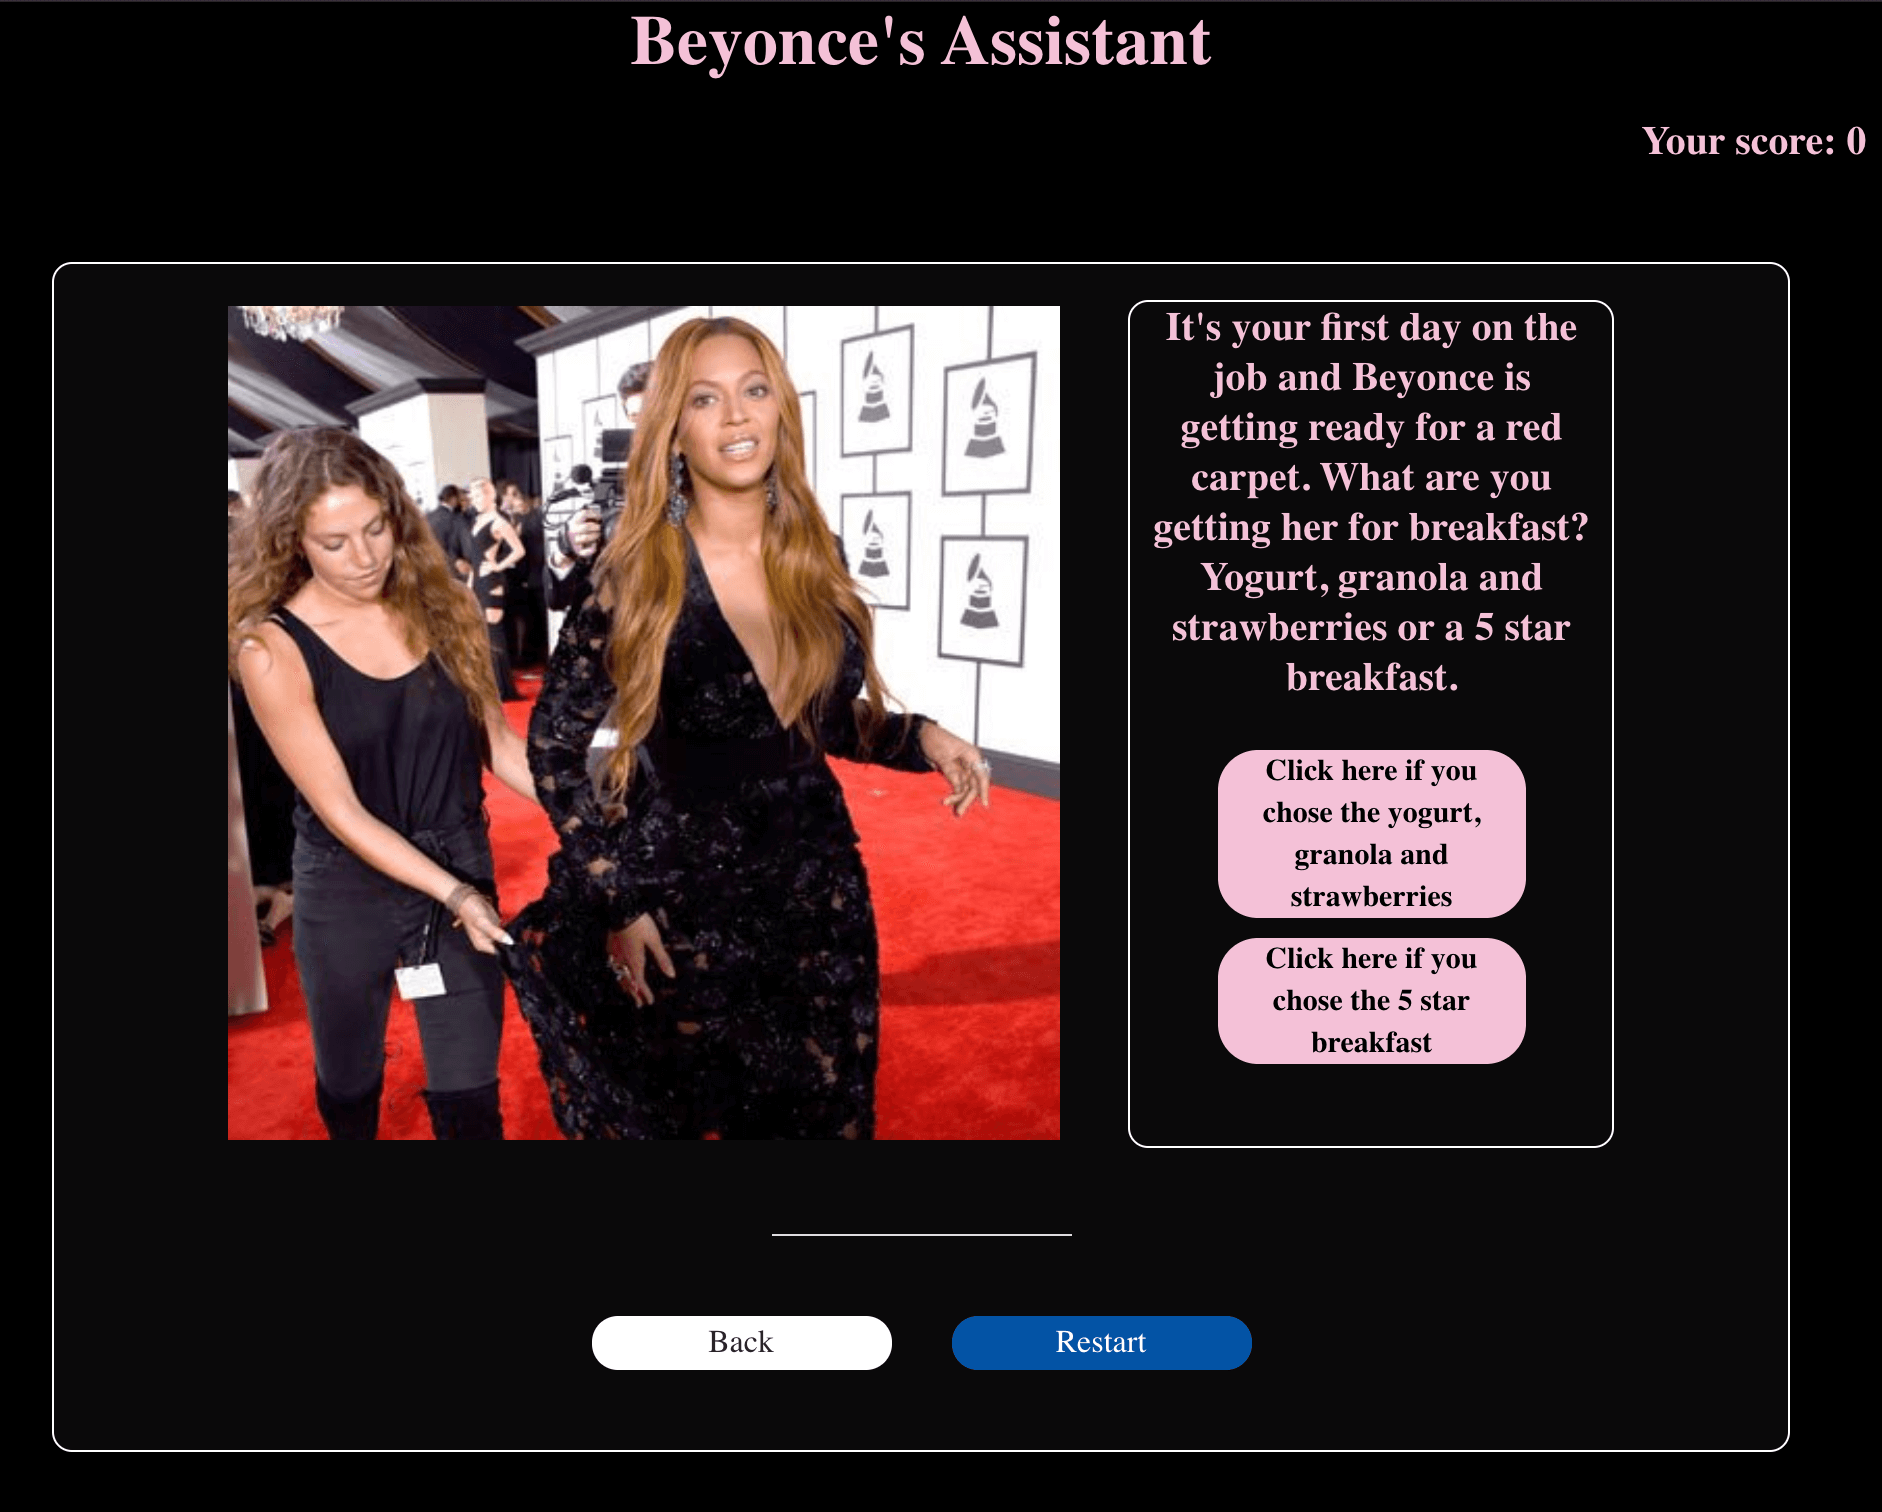 Beyonce's Assistant
Your score: 0
It's your first day on the
job and Beyonce is
getting ready for a red
carpet. What are you
getting her for breakfast?
Yogurt, granola and
strawberries or a 5 star
breakfast.
Click here if you
chose the yogurt,
granola and
strawberries
Click here if you
chose the 5 star
breakfast
Back
Restart